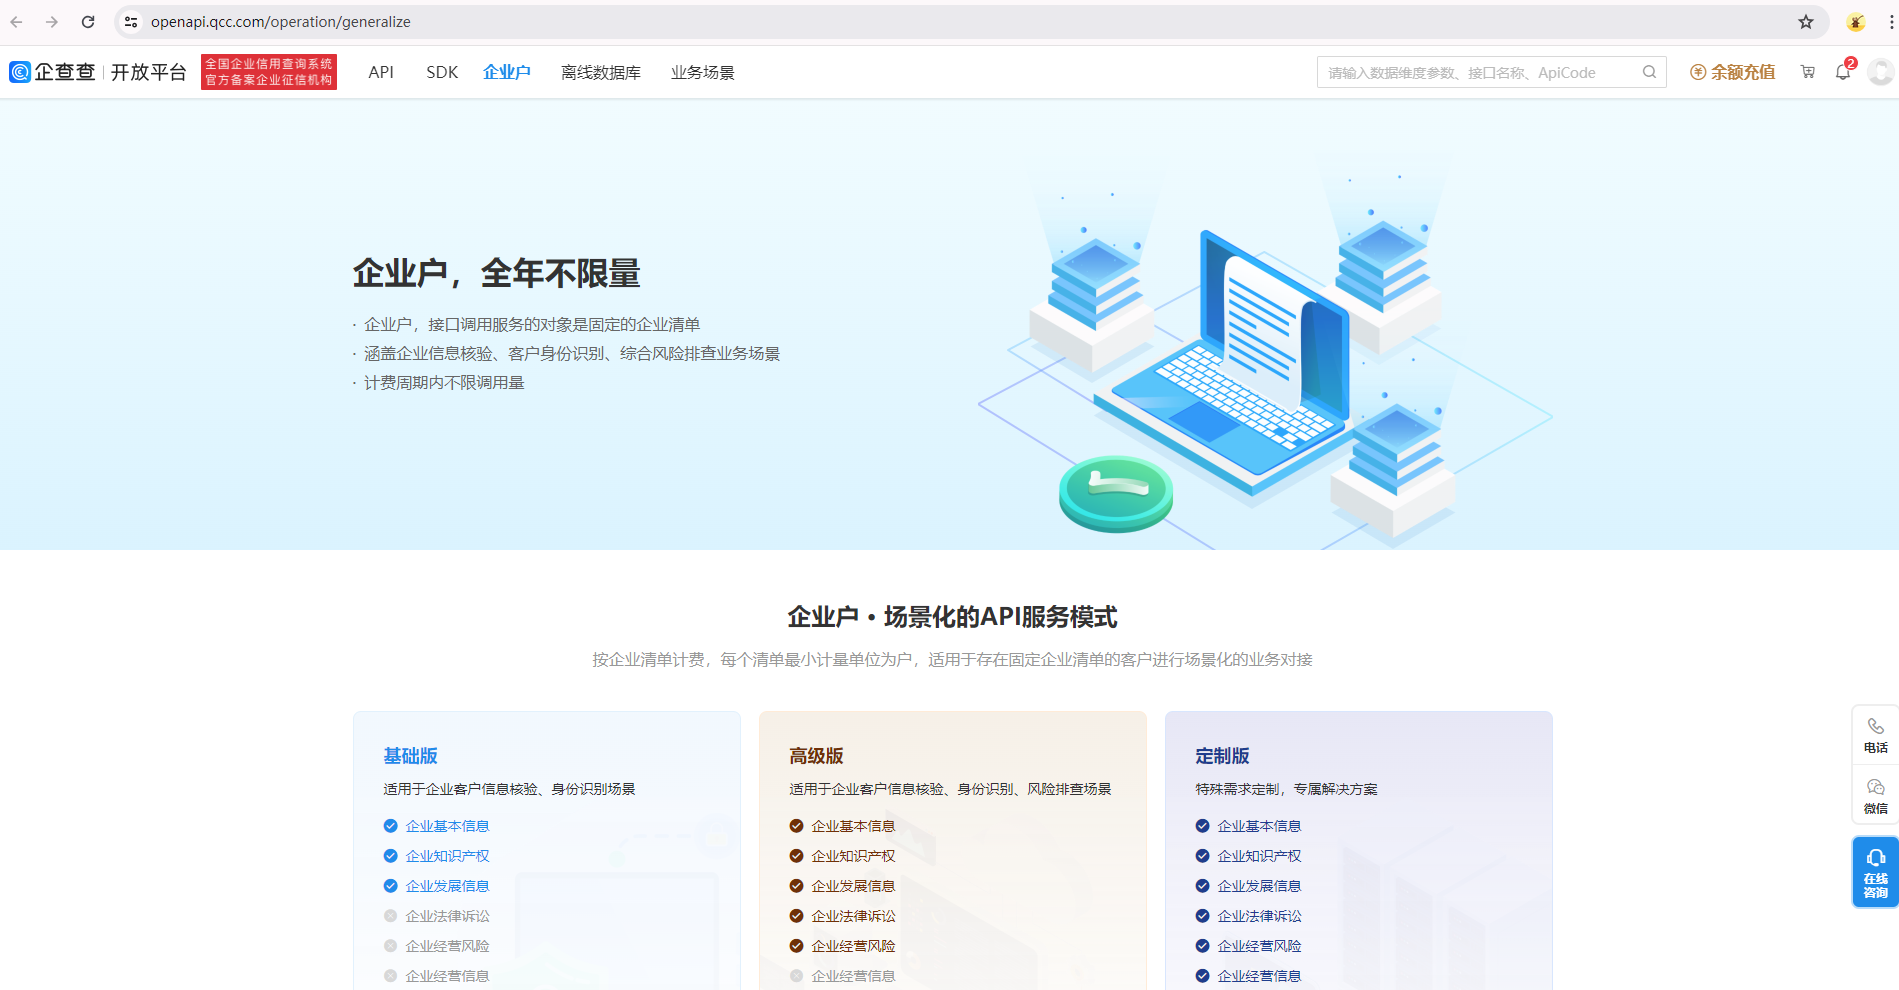 openapi.qcc.com/operation/generalize
企查查 开放平台
全国企业信用查询系统
官方备案企业征信机构
API SDK 企业户 离线数据库 业务场景
请输入数据维度参数、接口名称、ApiCode
余额充值
2
企业户，全年不限量
· 企业户，接口调用服务的对象是固定的企业清单
· 涵盖企业信息核验、客户身份识别、综合风险排查业务场景
· 计费周期内不限调用量
企业户·场景化的API服务模式
按企业清单计费，每个清单最小计量单位为户，适用于存在固定企业清单的客户进行场景化的业务对接
基础版
适用于企业客户信息核验、身份识别场景
企业基本信息
企业知识产权
企业发展信息
企业法律诉讼
企业经营风险
企业经营信息
高级版
适用于企业客户信息核验、身份识别、风险排查场景
企业基本信息
企业知识产权
企业发展信息
企业法律诉讼
企业经营风险
企业经营信息
定制版
特殊需求定制，专属解决方案
企业基本信息
企业知识产权
企业发展信息
企业法律诉讼
企业经营风险
企业经营信息
电话
微信
在线
咨询